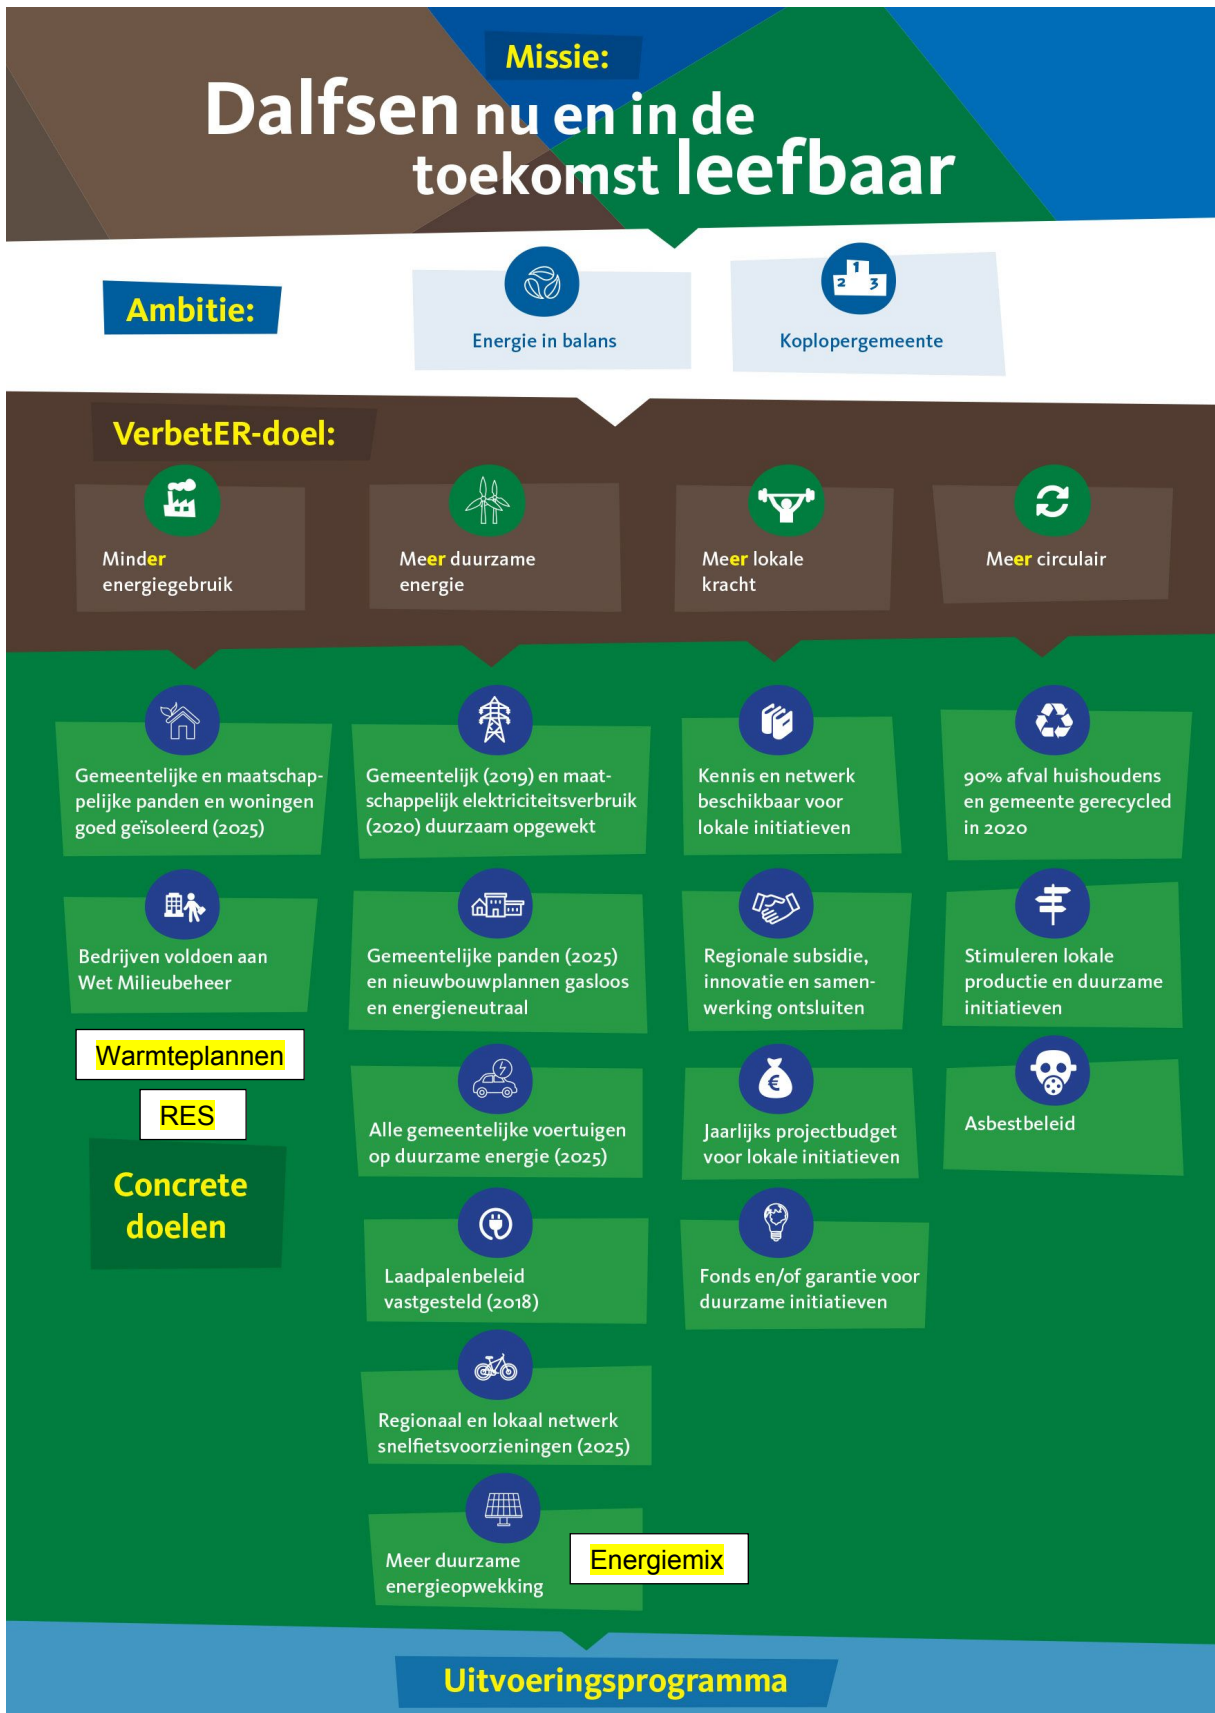 Missie:
Dalfsen nu en in de
toekomst leefbaar
Ambitie:
1
2 3
Energie in balans
Koplopergemeente
VerbetER-doel:
Minder
energiegebruik
Meer duurzame
energie
Meer lokale
kracht
Meer circulair
Gemeentelijke en maatschap-
pelijke panden en woningen
goed geïsoleerd (2025)
Bedrijven voldoen aan
Wet Milieubeheer
Warmteplannen
RES
Concrete
doelen
Gemeentelijk (2019) en maat-
schappelijk elektriciteitsverbruik
(2020) duurzaam opgewekt
Gemeentelijke panden (2025)
en nieuwbouwplannen gasloos
en energieneutraal
Alle gemeentelijke voertuigen
op duurzame energie (2025)
Laadpalenbeleid
vastgesteld (2018)
Regionaal en lokaal netwerk
snelfietsvoorzieningen (2025)
Meer duurzame
energieopwekking
Energiemix
Kennis en netwerk
beschikbaar voor
lokale initiatieven
Regionale subsidie,
innovatie en samen-
werking ontsluiten
€
Jaarlijks projectbudget
voor lokale initiatieven
Fonds en/of garantie voor
duurzame initiatieven
90% afval huishoudens
en gemeente gerecycled
in 2020
Stimuleren lokale
productie en duurzame
initiatieven
Asbestbeleid
Uitvoeringsprogramma